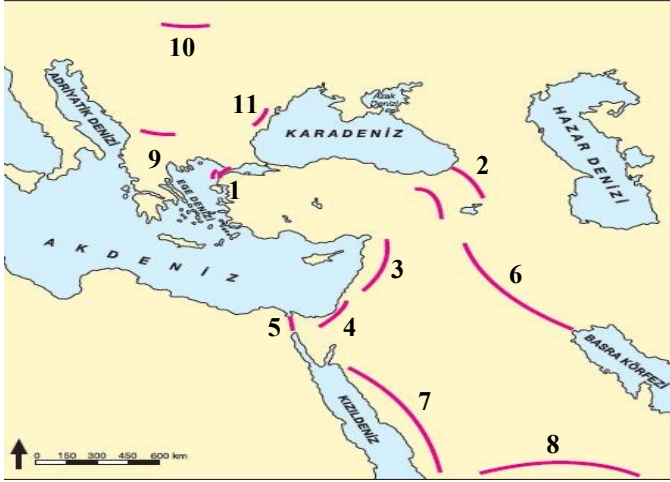 10
ADRİYATİK DENİZİ
11
Azak
Denizi
KARADENİZ
HAZAR DENİZİ
9
2
EGE DENİZİ
1
AKDENİZ
3
6
5
4
BASRA KÖRFEZİ
KIZILDENİZ
7
8
0 150 300 450 600 km